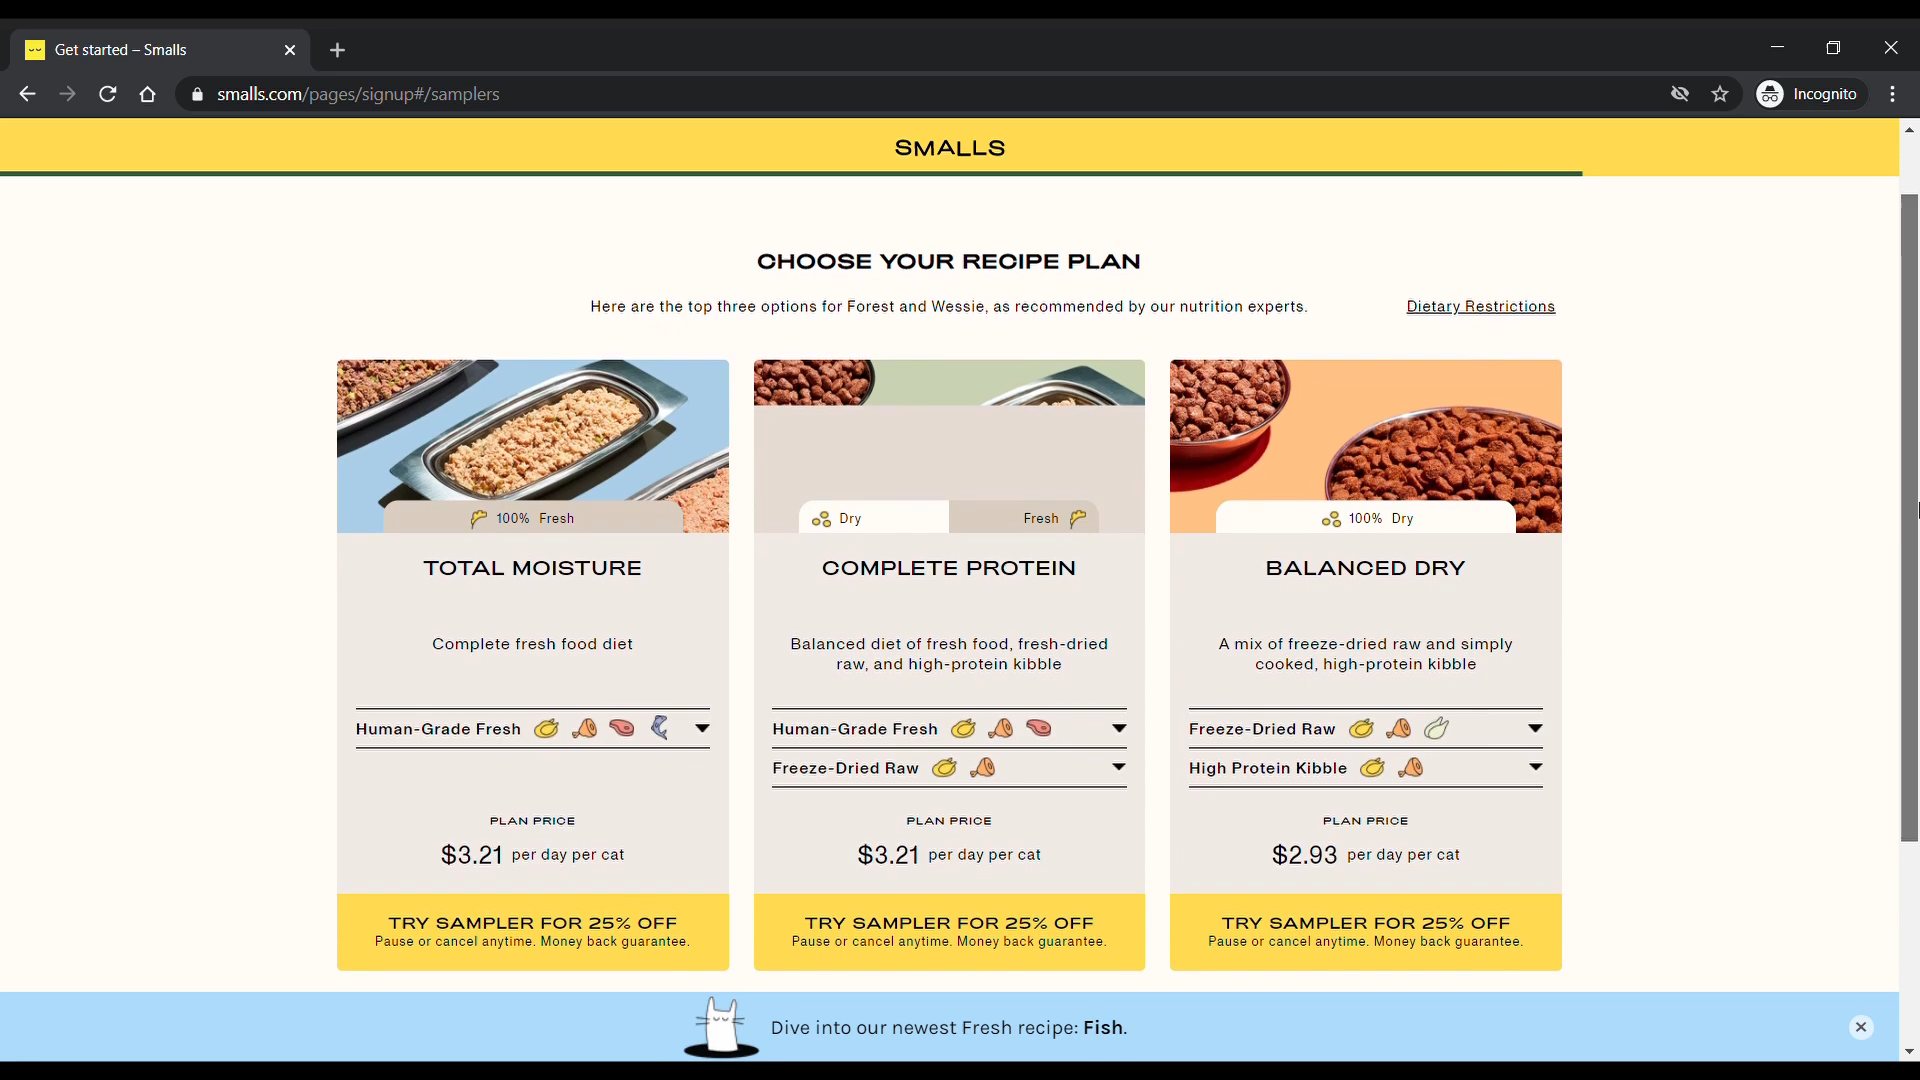 Get started – Smalls
smalls.com/pages/signup#/samplers
Incognito
SMALLS
CHOOSE YOUR RECIPE PLAN
Here are the top three options for Forest and Wessie, as recommended by our nutrition experts.
Dietary Restrictions
100% Fresh
TOTAL MOISTURE
Complete fresh food diet
Human-Grade Fresh
PLAN PRICE
$3.21 per day per cat
TRY SAMPLER FOR 25% OFF
Pause or cancel anytime. Money back guarantee.
Dry
Fresh
COMPLETE PROTEIN
Balanced diet of fresh food, fresh-dried
raw, and high-protein kibble
Human-Grade Fresh
Freeze-Dried Raw
PLAN PRICE
$3.21 per day per cat
TRY SAMPLER FOR 25% OFF
Pause or cancel anytime. Money back guarantee.
100% Dry
BALANCED DRY
A mix of freeze-dried raw and simply
cooked, high-protein kibble
Freeze-Dried Raw
High Protein Kibble
PLAN PRICE
$2.93 per day per cat
TRY SAMPLER FOR 25% OFF
Pause or cancel anytime. Money back guarantee.
Dive into our newest Fresh recipe: Fish.